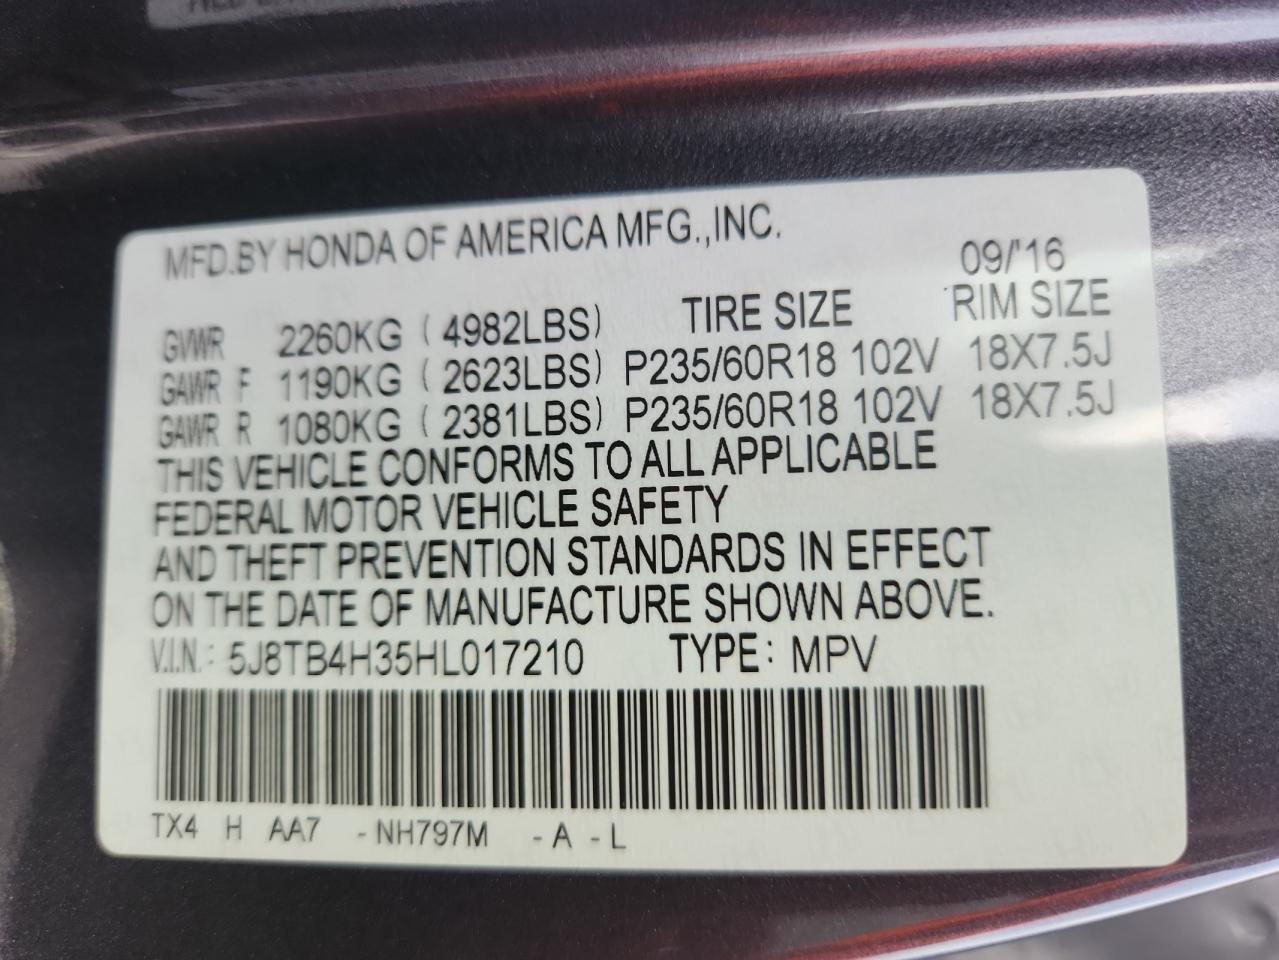 MFD.BY HONDA OF AMERICA MFG.,INC.
09/'16
GVWR 2260KG ( 4982LBS) TIRE SIZE RIM SIZE
GAWR F 1190KG ( 2623LBS) P235/60R18 102V 18X7.5J
GAWR R 1080KG ( 2381LBS) P235/60R18 102V 18X7.5J
THIS VEHICLE CONFORMS TO ALL APPLICABLE
FEDERAL MOTOR VEHICLE SAFETY
AND THEFT PREVENTION STANDARDS IN EFFECT
ON THE DATE OF MANUFACTURE SHOWN ABOVE.
V.I.N.: 5J8TB4H35HL017210 TYPE: MPV
TX4 H AA7 -NH797M -A -L